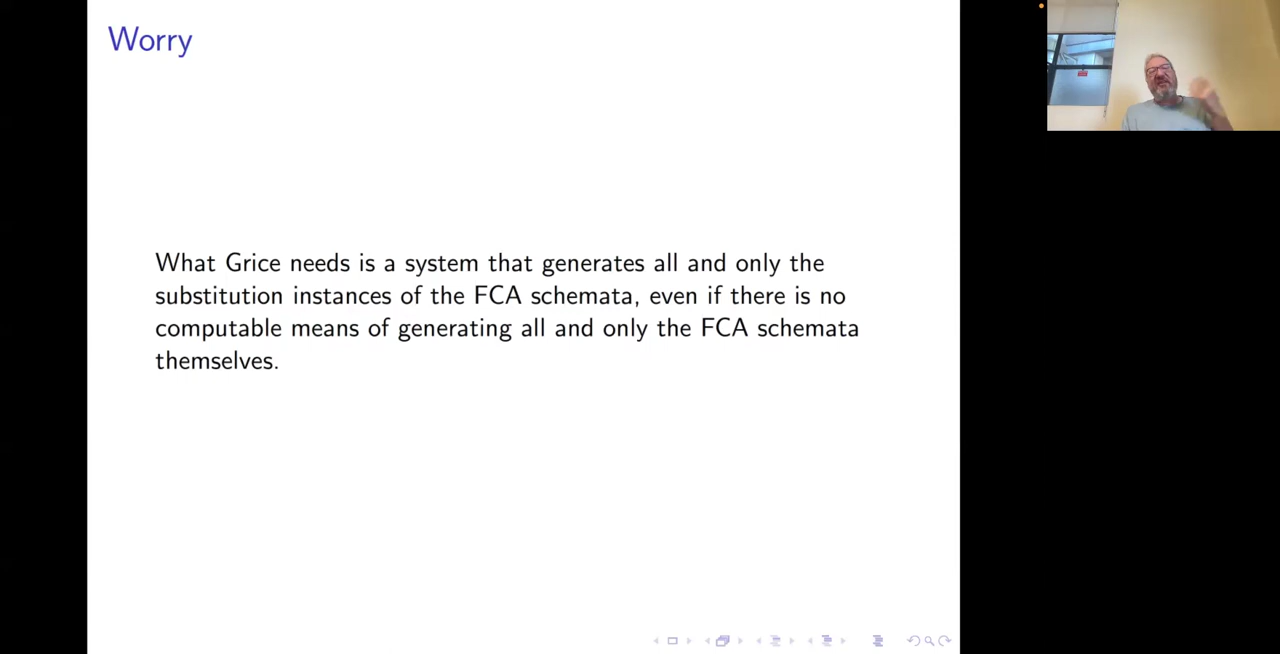 Worry
What Grice needs is a system that generates all and only the
substitution instances of the FCA schemata, even if there is no
computable means of generating all and only the FCA schemata
themselves.